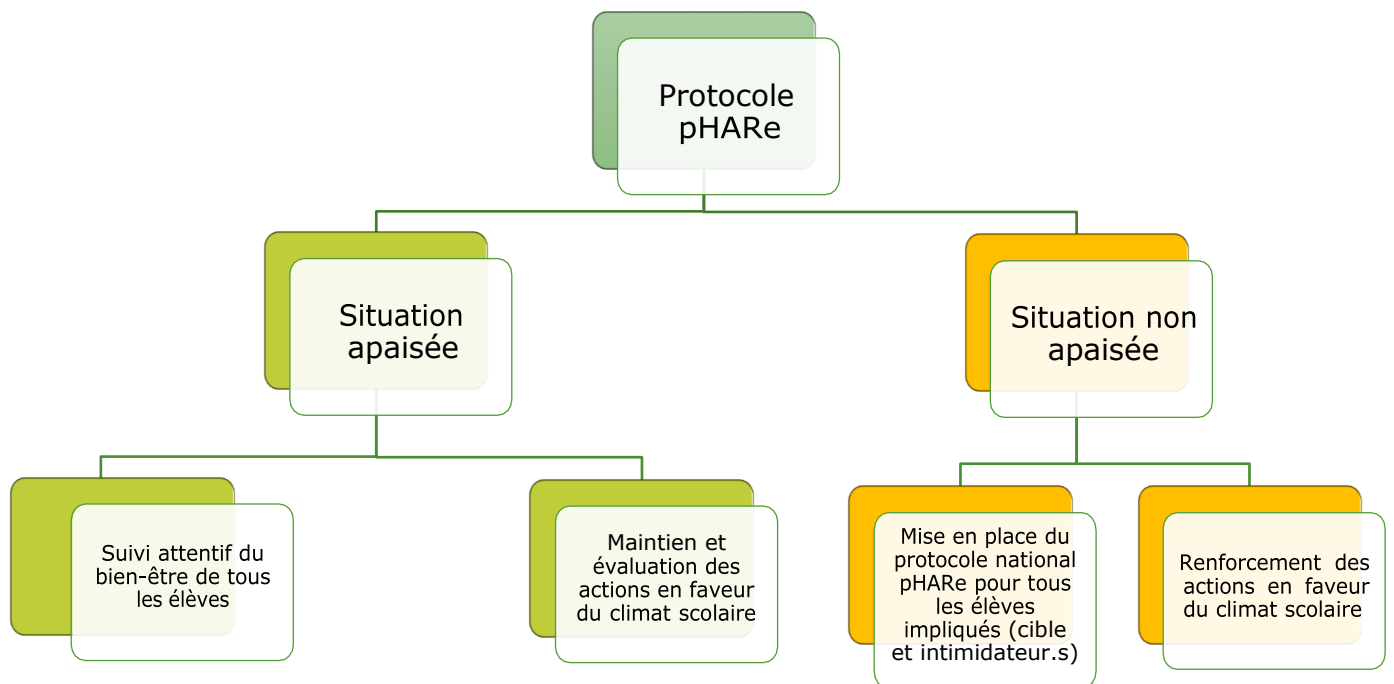 Protocole
pHARe
Situation
apaisée
Situation non
apaisée
Suivi attentif du
bien-être de tous
les élèves
Maintien et
évaluation des
actions en faveur
du climat scolaire
Mise en place du
protocole national
pHARe pour tous
les élèves
impliqués (cible
et intimidateur.s)
Renforcement des
actions en faveur
du climat scolaire